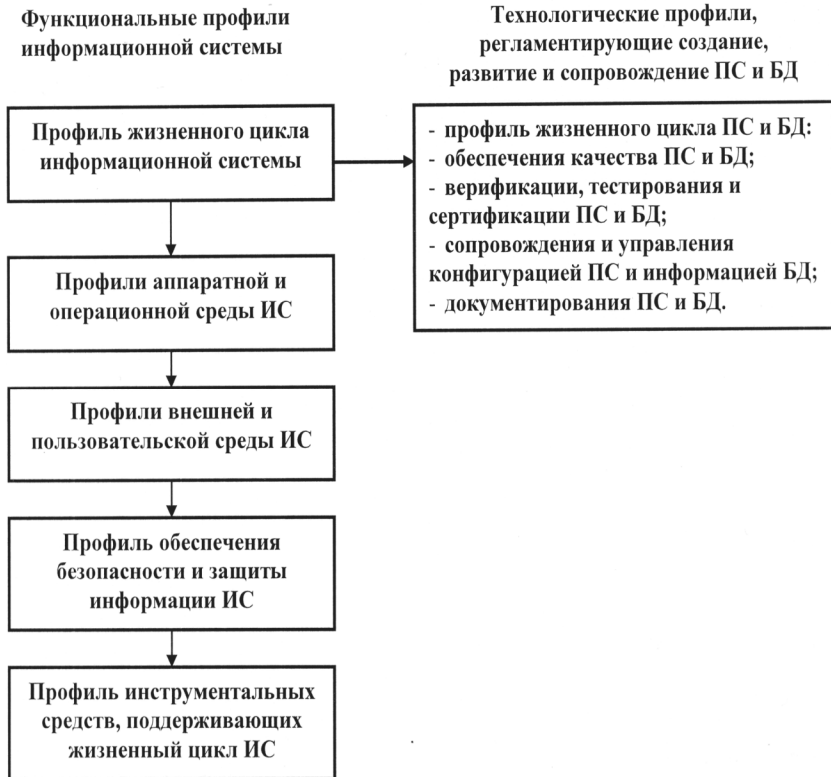 Функциональные профили
информационной системы
Технологические профили,
регламентирующие создание,
развитие и сопровождение ПС и БД
Профиль жизненного цикла
информационной системы
- профиль жизненного цикла ПС и БД:
- обеспечения качества ПС и БД;
- верификации, тестирования и
сертификации ПС и БД;
- сопровождения и управления
конфигурацией ПС и информацией БД;
- документирования ПС и БД.
Профили аппаратной и
операционной среды ИС
Профили внешней и
пользовательской среды ИС
Профиль обеспечения
безопасности и защиты
информации ИС
Профиль инструментальных
средств, поддерживающих
жизненный цикл ИС